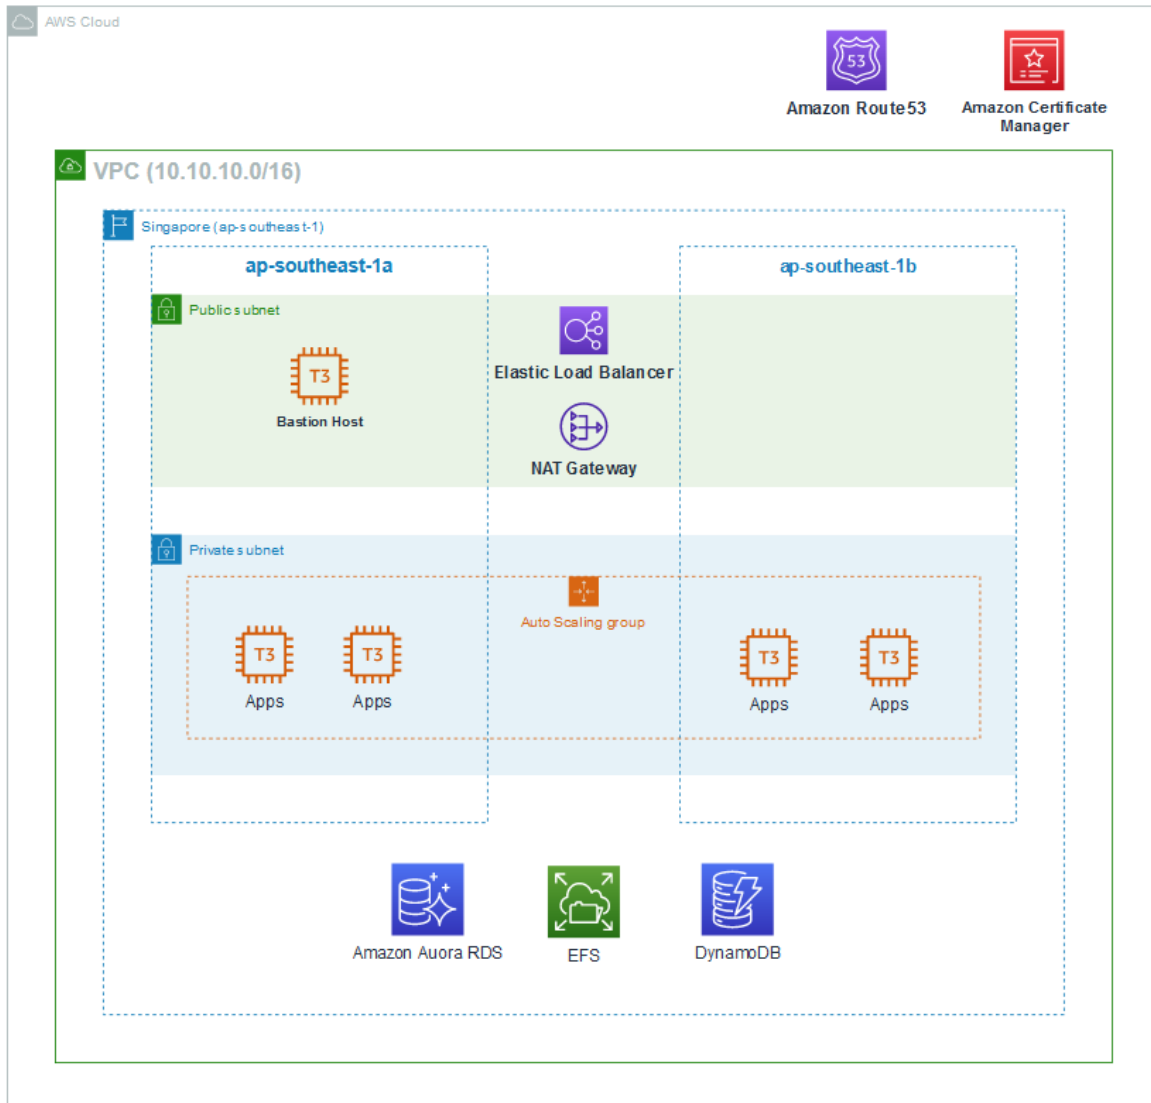 AWS Cloud
53
Amazon Route53
Amazon Certificate
Manager
VPC (10.10.10.0/16)
Singapore (ap-southeast-1)
ap-southeast-1a
ap-southeast-1b
Public subnet
T3
Bastion Host
Elastic Load Balancer
NAT Gateway
Private subnet
Auto Scaling group
T3
T3
T3
T3
Apps
Apps
Apps
Apps
Amazon Auora RDS
EFS
DynamoDB